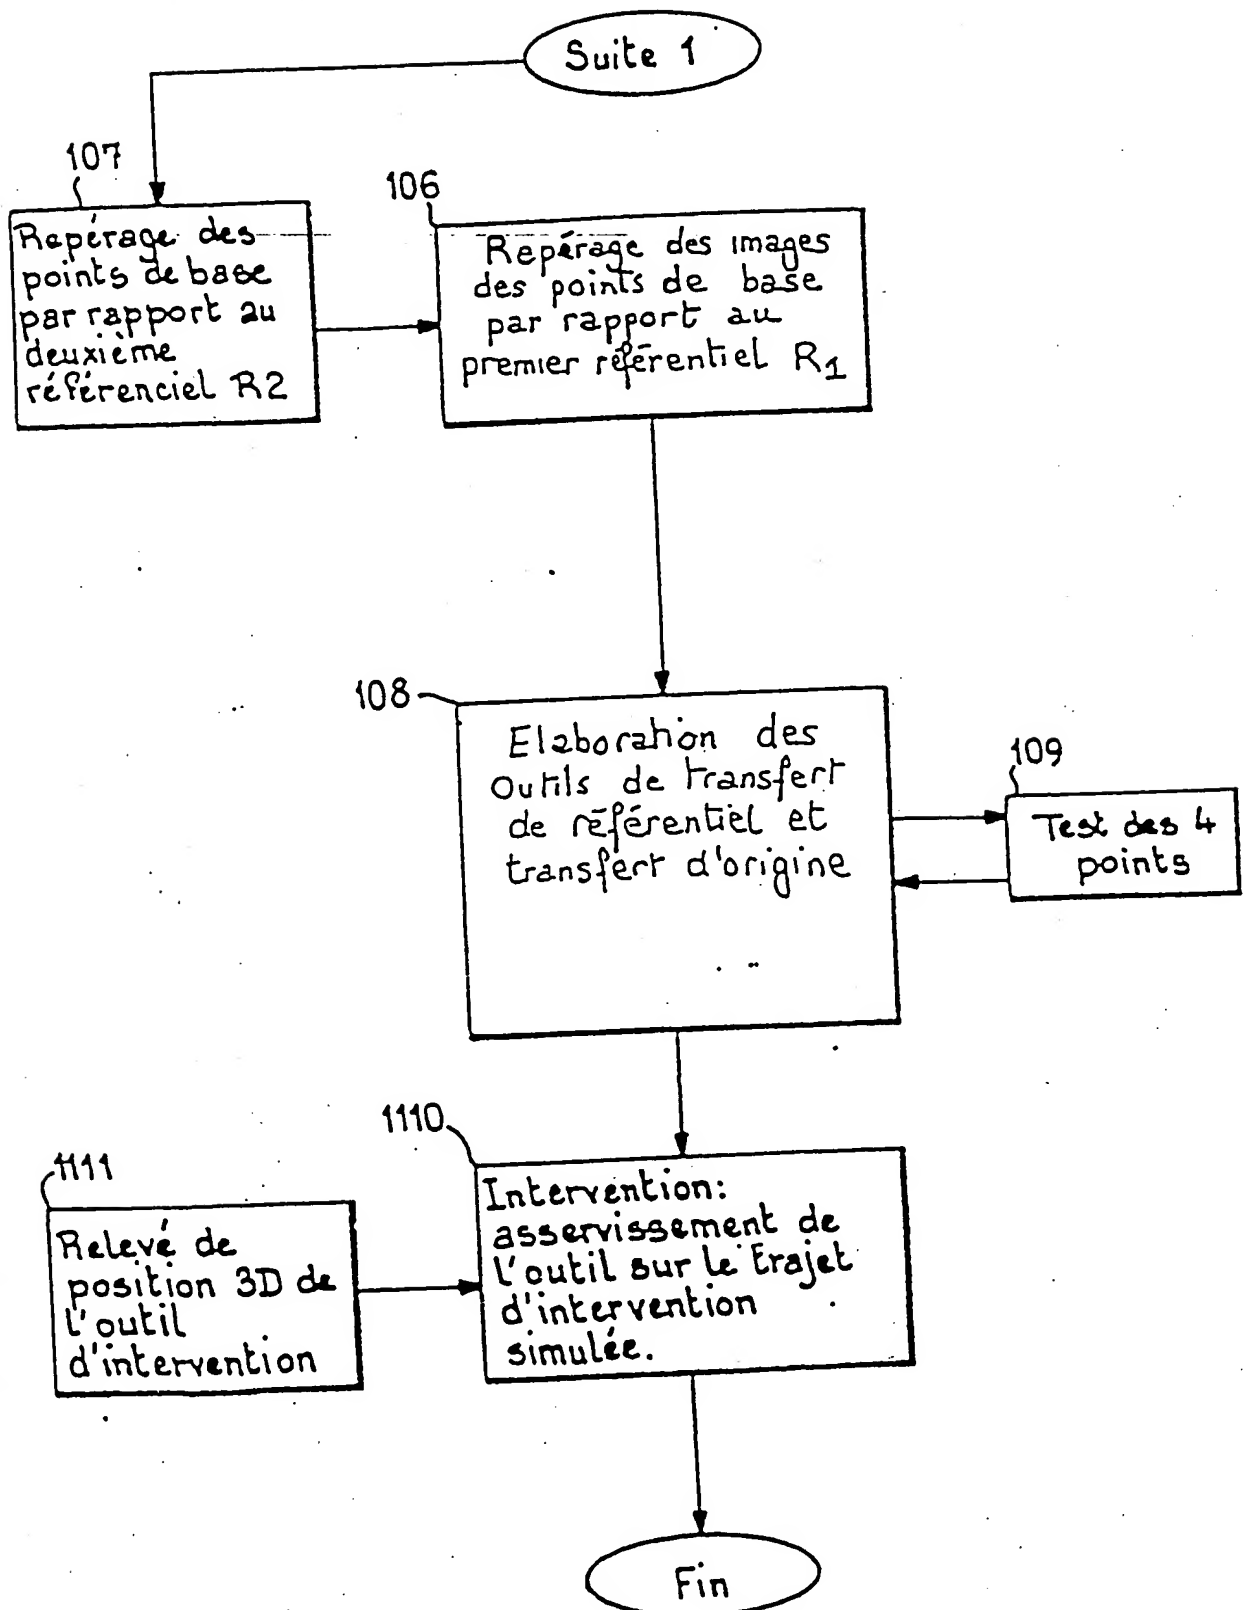 Suite 1
107
Repérage des
points de base
par rapport au
deuxième
référenciel R2
106
Repérage des images
des points de base
par rapport au
premier référentiel R1
108
Elaboration des
Outils de transfert
de référentiel et
transfert d'origine
109
Test des 4
points
1110
Intervention:
asservissement de
l'outil sur le trajet
d'intervention
simulée.
1111
Relevé de
position 3D de
l'outil
d'intervention
Fin